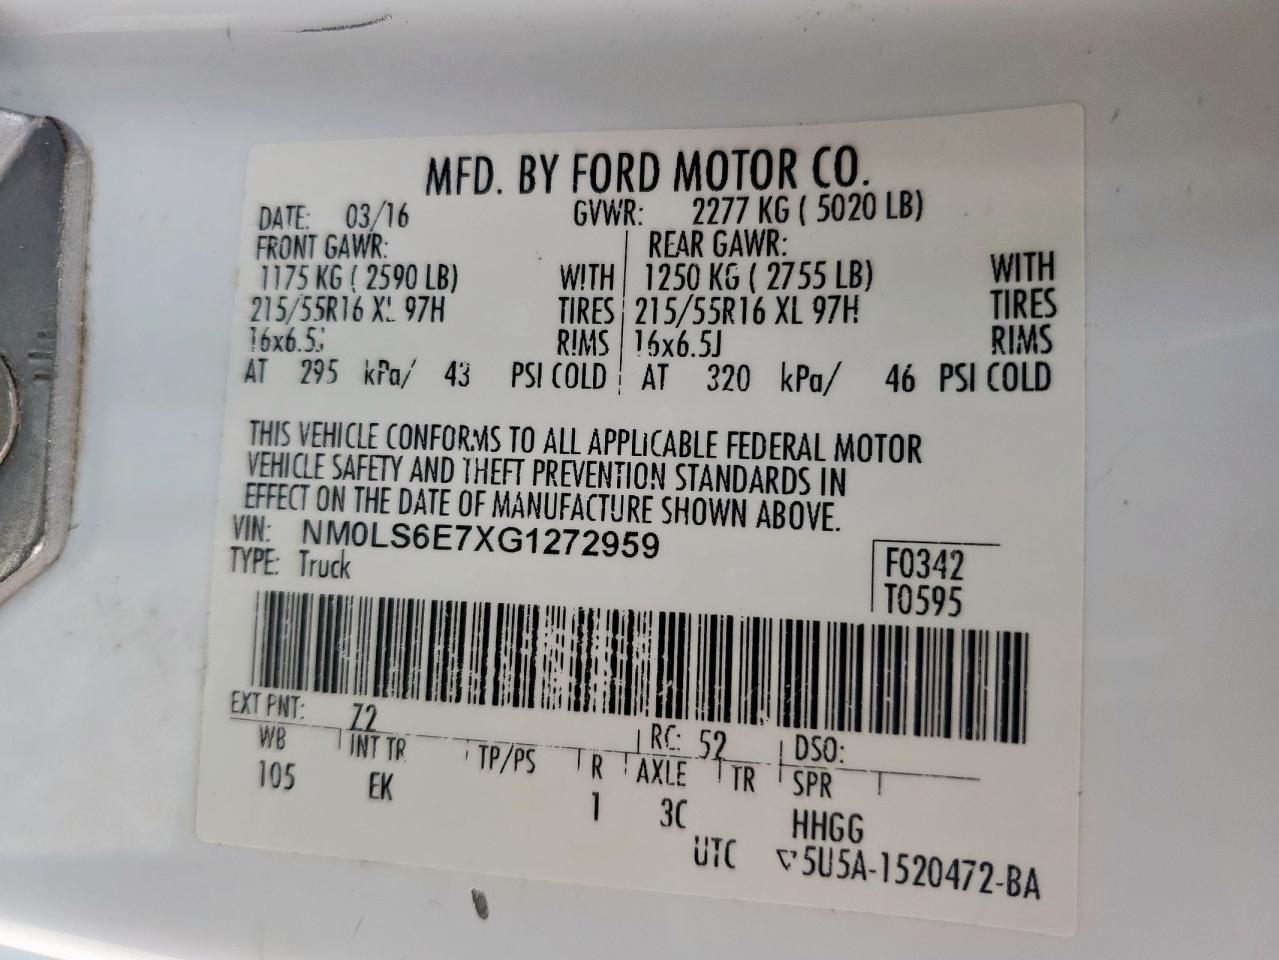 MFD. BY FORD MOTOR CO.
DATE: 03/16 GVWR: 2277 KG ( 5020 LB)
FRONT GAWR: REAR GAWR:
1175 KG ( 2590 LB) WITH 1250 KG ( 2755 LB) WITH
215/55R16 XL 97H TIRES 215/55R16 XL 97H TIRES
16x6.5J RIMS 16x6.5J RIMS
AT 295 kPa/ 43 PSI COLD AT 320 kPa/ 46 PSI COLD
THIS VEHICLE CONFORMS TO ALL APPLICABLE FEDERAL MOTOR
VEHICLE SAFETY AND THEFT PREVENTION STANDARDS IN
EFFECT ON THE DATE OF MANUFACTURE SHOWN ABOVE.
VIN: NM0LS6E7XG1272959
TYPE: Truck
F0342
T0595
EXT PNT: Z2 RC: 52 DSO:
WB INT TR TP/PS R AXLE TR SPR
105 EK 1 3C HHGG
UTC 5U5A-1520472-BA